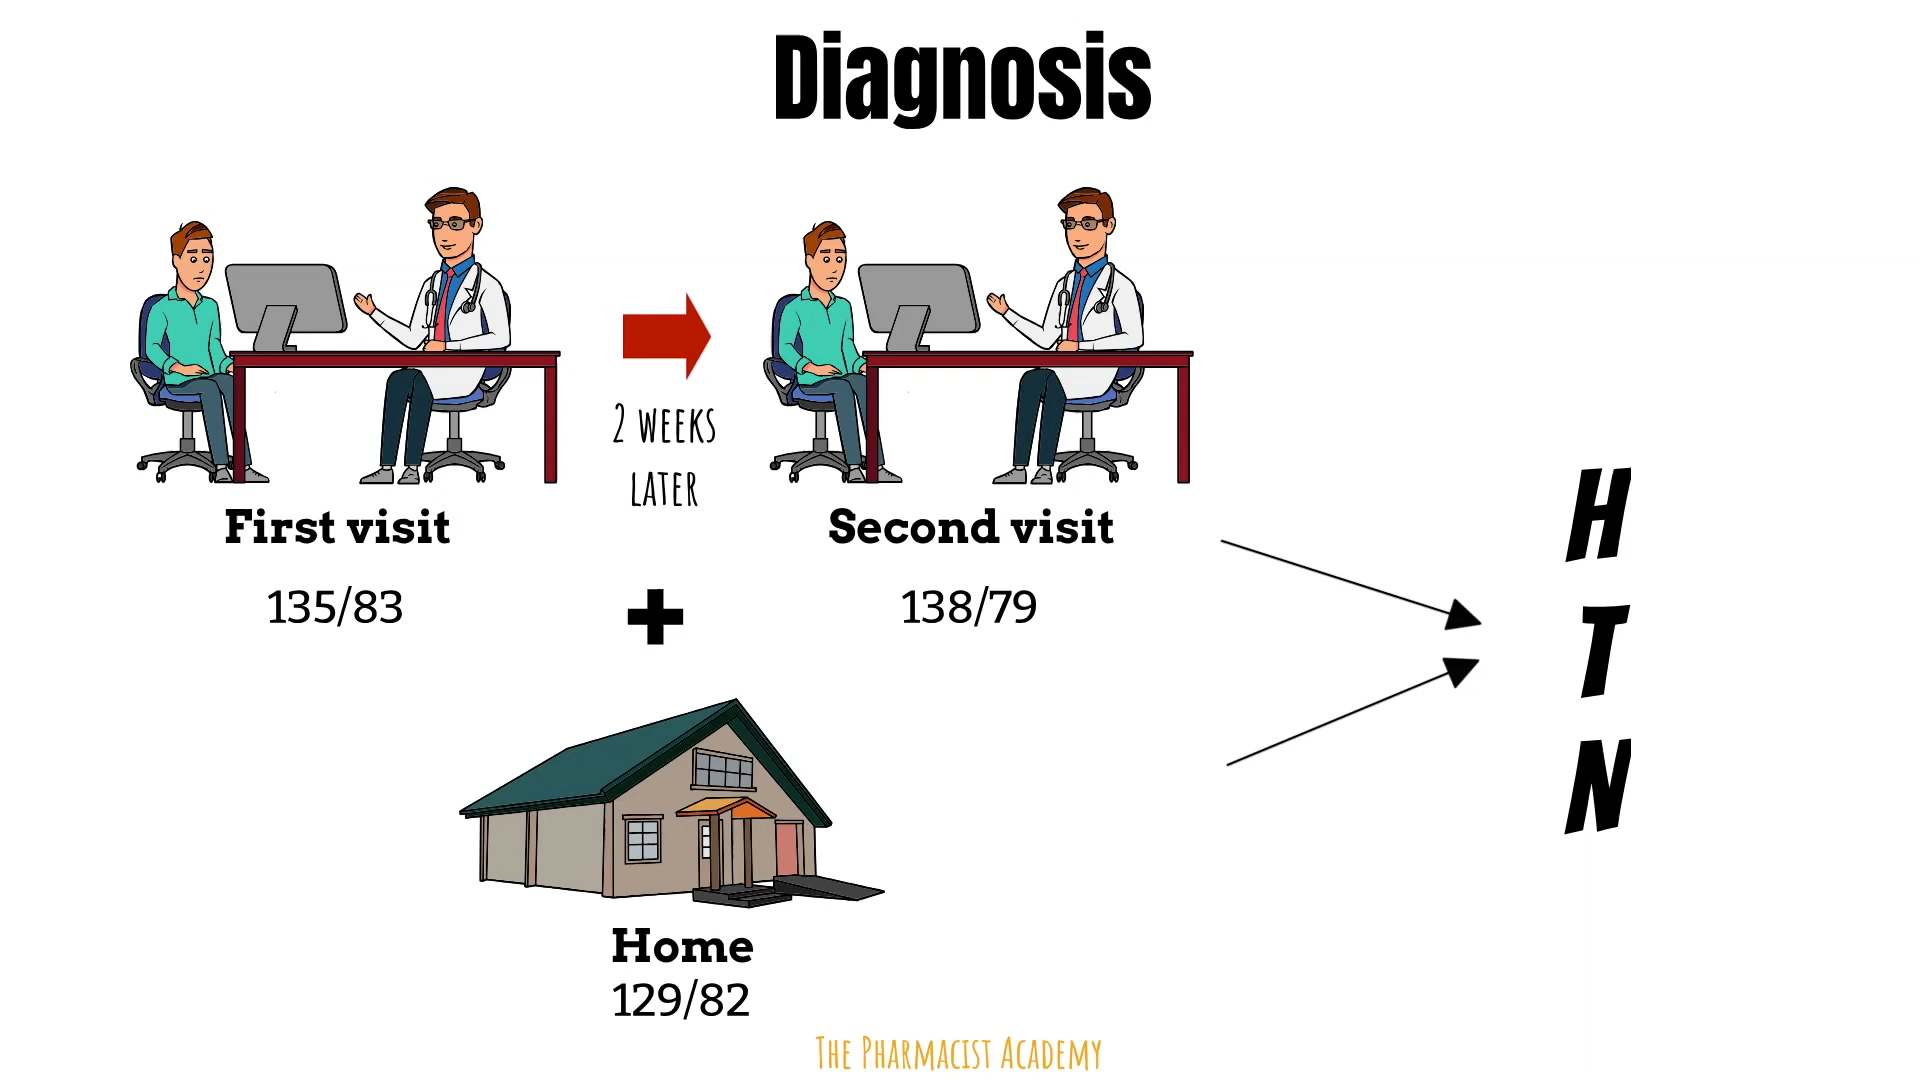 Diagnosis
2 WEEKS
LATER
First visit
Second visit
135/83
+
138/79
H
T
N
Home
129/82
THE PHARMACIST ACADEMY